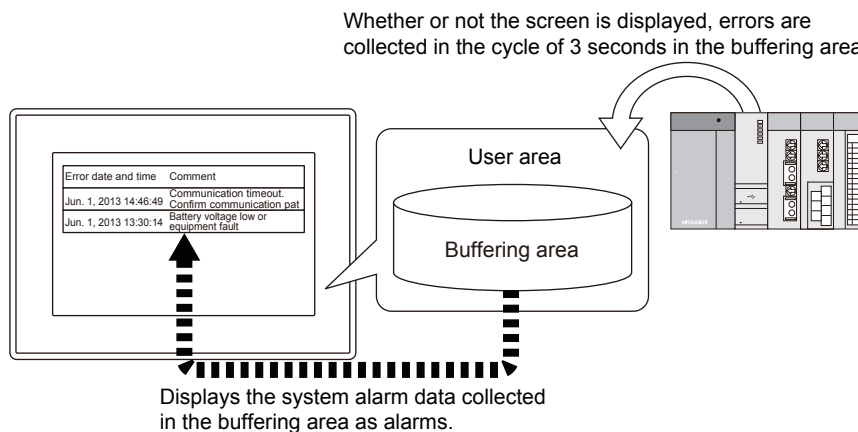 Whether or not the screen is displayed, errors are
collected in the cycle of 3 seconds in the buffering area
User area
Buffering area
Error date and time Comment
Jun. 1, 2013 14:46:49 Communication timeout.
Confirm communication pat
Jun. 1, 2013 13:30:14 Battery voltage low or
equipment fault
Displays the system alarm data collected
in the buffering area as alarms.